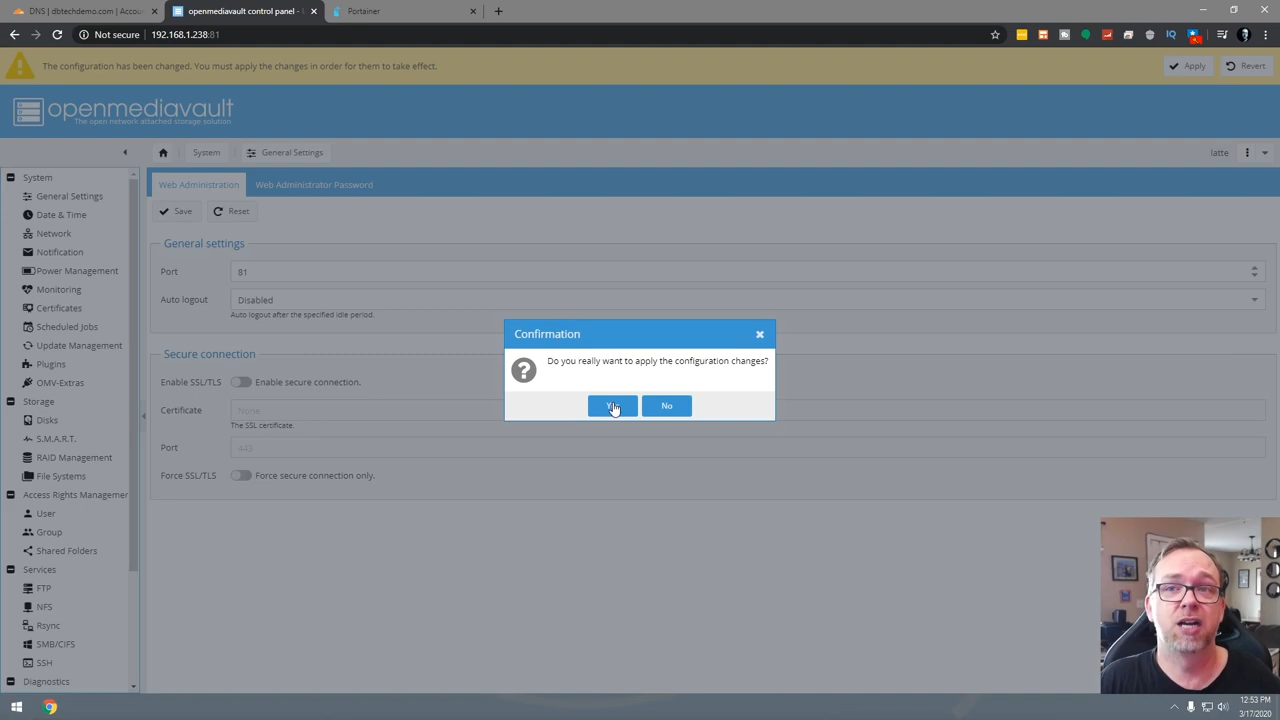 DNS | dbtechdemo.com | Accou
openmediavault control panel -
Portainer
Not secure 192.168.1.238:81
The configuration has been changed. You must apply the changes in order for them to take effect.
Apply
Revert
openmediavault
The open network attached storage solution
System
General Settings
latte
System
General Settings
Date & Time
Network
Notification
Power Management
Monitoring
Certificates
Scheduled Jobs
Update Management
Plugins
OMV-Extras
Storage
Disks
S.M.A.R.T.
RAID Management
File Systems
Access Rights Managemer
User
Group
Shared Folders
Services
FTP
NFS
Rsync
SMB/CIFS
SSH
Diagnostics
Web Administration
Web Administrator Password
Save
Reset
General settings
Port
81
Auto logout
Disabled
Auto logout after the specified idle period.
Secure connection
Enable SSL/TLS
Enable secure connection.
Certificate
None
The SSL certificate.
Port
443
Force SSL/TLS
Force secure connection only.
Confirmation
Do you really want to apply the configuration changes?
No
12:53 PM
3/17/2020